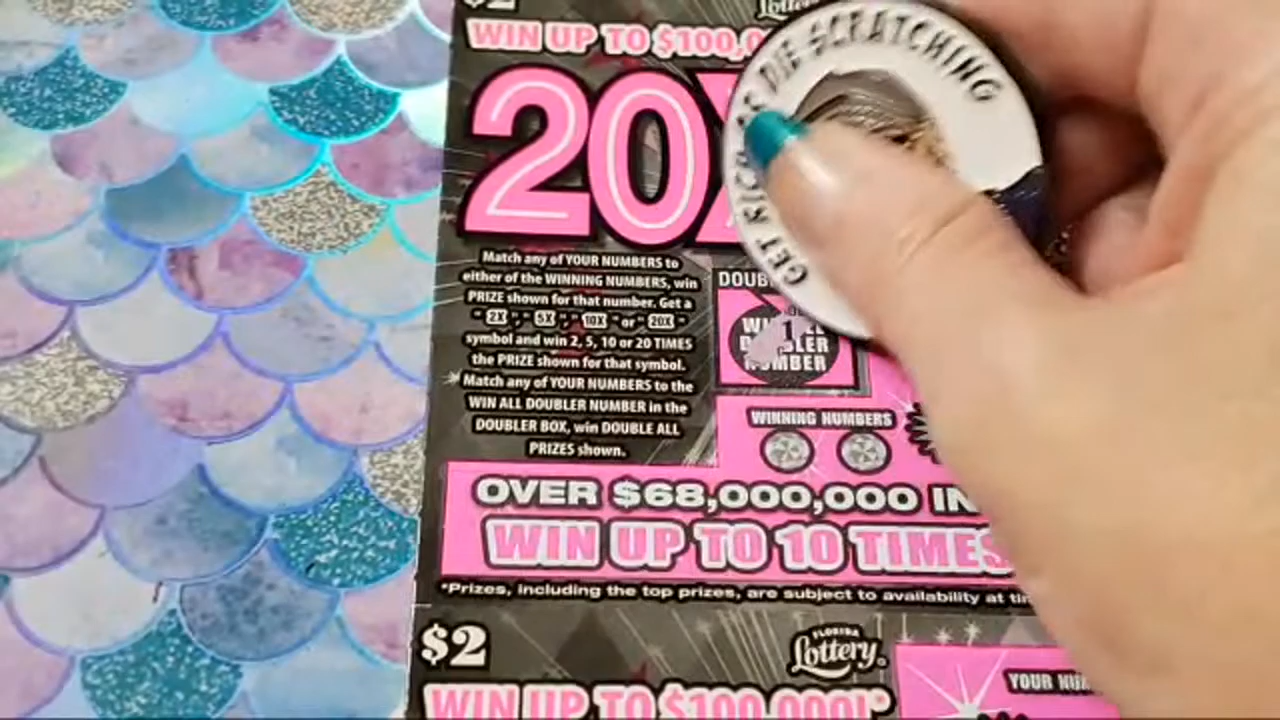 $2
WIN UP TO $100,0
20X
GET RICH OR DIE SCRATCHING
Match any of YOUR NUMBERS to
either of the WINNING NUMBERS, win
PRIZE shown for that number. Get a
"2X", "5X", "10X" or "20X"
symbol and win 2, 5, 10 or 20 TIMES
the PRIZE shown for that symbol.
Match any of YOUR NUMBERS to the
WIN ALL DOUBLER NUMBER in the
DOUBLER BOX, win DOUBLE ALL
PRIZES shown.
1
NUMBER
WINNING NUMBERS
OVER $68,000,000 IN
WIN UP TO 10 TIMES
*Prizes, including the top prizes, are subject to availability at
$2
FLORIDA
Lottery
WIN UP TO $100,000!*
YOUR